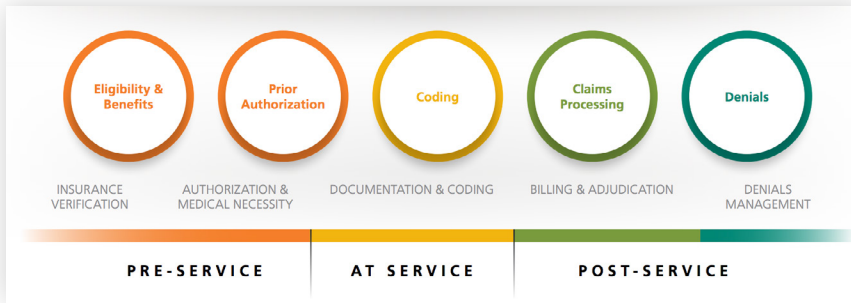 Eligibility &
Benefits
Prior
Authorization
Coding
Claims
Processing
Denials
INSURANCE
VERIFICATION
AUTHORIZATION &
MEDICAL NECESSITY
DOCUMENTATION & CODING
BILLING & ADJUDICATION
DENIALS
MANAGEMENT
PRE-SERVICE
AT SERVICE
POST-SERVICE